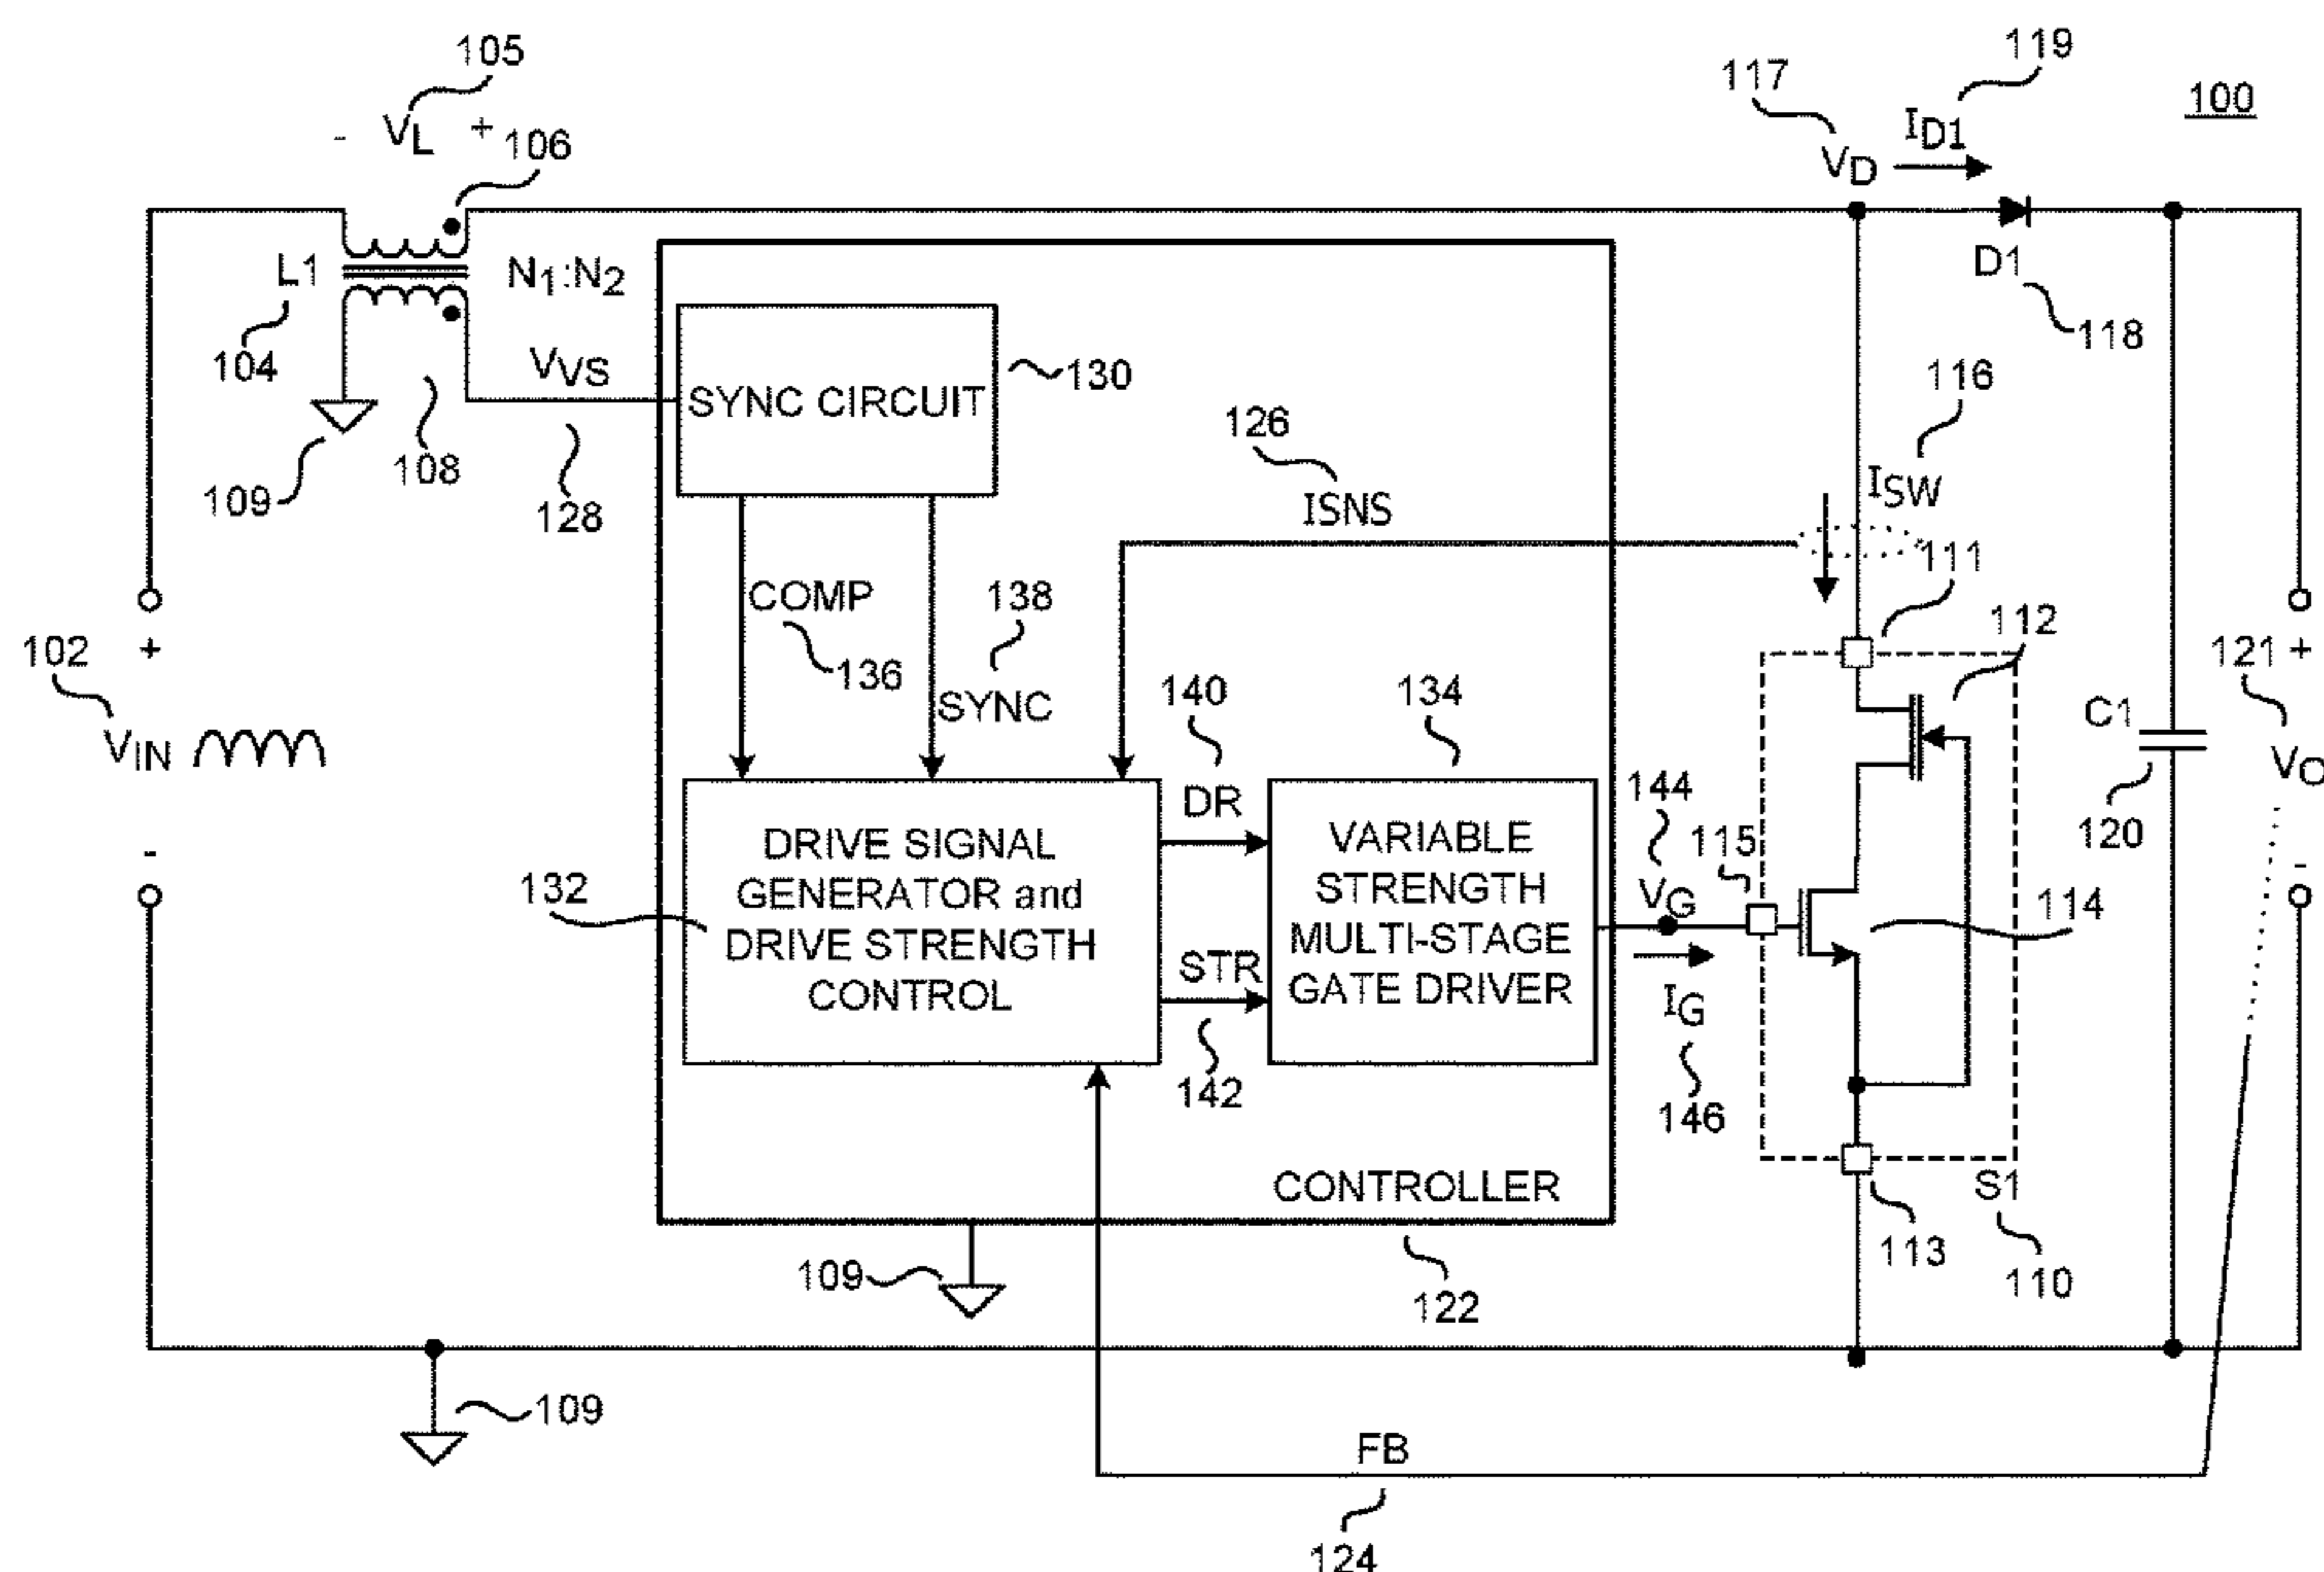 105
119
117
100
- VL +
ID1
106
VD
L1
N1:N2
D1
104
118
VVS
130
116
SYNC CIRCUIT
126
108
109
ISW
128
ISNS
111
COMP
138
112
102
+
121 +
136
140
134
SYNC
C1
VIN
VO
DR
144
120
115
DRIVE SIGNAL
GENERATOR and
DRIVE STRENGTH
CONTROL
VARIABLE
STRENGTH
MULTI-STAGE
GATE DRIVER
-
-
132
VG
114
STR
IG
142
146
CONTROLLER
S1
113
109
110
122
109
FB
124